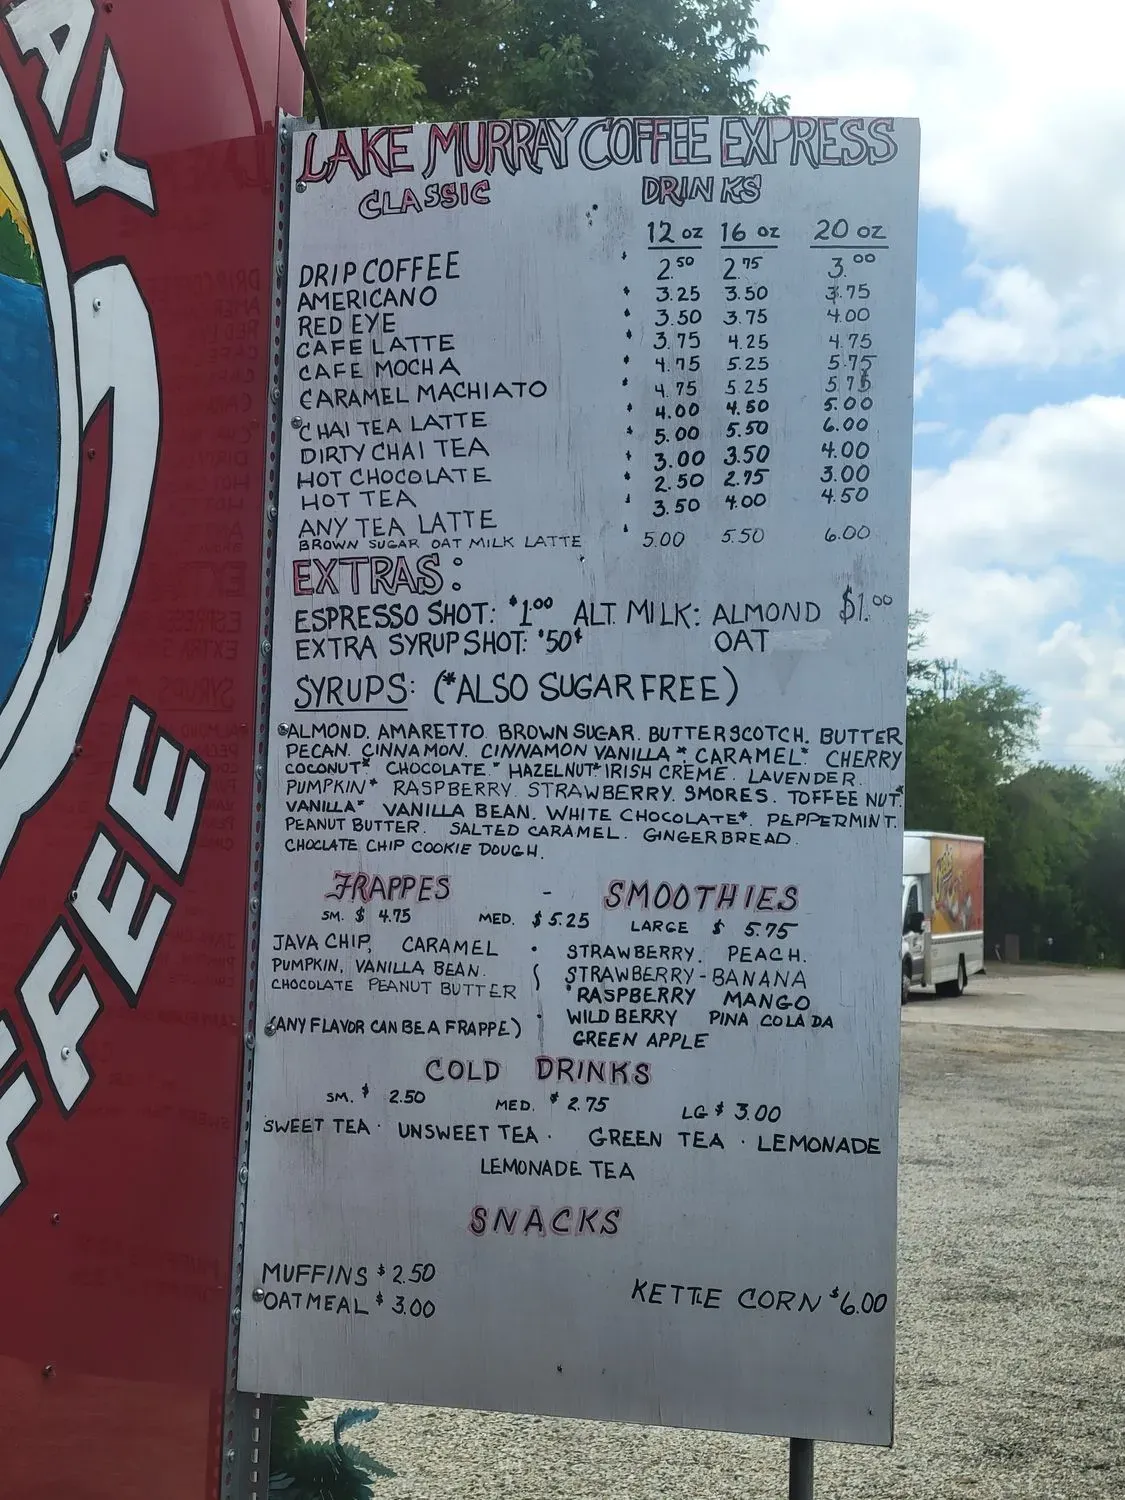 LAKE MURRAY COFFEE EXPRESS
CLASSIC DRINKS
12 oz 16 oz 20 oz
DRIP COFFEE $ 2.50 2.75 3.00
AMERICANO $ 3.25 3.50 3.75
RED EYE $ 3.50 3.75 4.00
CAFE LATTE $ 3.75 4.25 4.75
CAFE MOCHA $ 4.75 5.25 5.75
CARAMEL MACHIATO $ 4.75 5.25 5.75
CHAI TEA LATTE $ 4.00 4.50 5.00
DIRTY CHAI TEA $ 5.00 5.50 6.00
HOT CHOCOLATE $ 3.00 3.50 4.00
HOT TEA $ 2.50 2.75 3.00
ANY TEA LATTE $ 3.50 4.00 4.50
BROWN SUGAR OAT MILK LATTE $ 5.00 5.50 6.00
EXTRAS:
ESPRESSO SHOT: $1.00 ALT. MILK: ALMOND $1.00
EXTRA SYRUP SHOT: $50¢ OAT
SYRUPS: (*ALSO SUGAR FREE)
ALMOND. AMARETTO. BROWN SUGAR. BUTTERSCOTCH. BUTTER
PECAN. CINNAMON. CINNAMON VANILLA* CARAMEL* CHERRY
COCONUT* CHOCOLATE* HAZELNUT* IRISH CRÈME. LAVENDER.
PUMPKIN* RASPBERRY. STRAWBERRY. SMORES. TOFFEE NUT*
VANILLA* VANILLA BEAN. WHITE CHOCOLATE*. PEPPERMINT.
PEANUT BUTTER. SALTED CARAMEL. GINGERBREAD.
CHOCLATE CHIP COOKIE DOUGH.
FRAPPES - SMOOTHIES
SM. $ 4.75 MED. $ 5.25 LARGE $ 5.75
JAVA CHIP, CARAMEL • STRAWBERRY. PEACH.
PUMPKIN, VANILLA BEAN. STRAWBERRY-BANANA
CHOCOLATE PEANUT BUTTER RASPBERRY MANGO
(ANY FLAVOR CAN BE A FRAPPE) • WILDBERRY PINA COLADA
GREEN APPLE
COLD DRINKS
SM. $ 2.50 MED. $ 2.75 LG $ 3.00
SWEET TEA · UNSWEET TEA · GREEN TEA · LEMONADE
LEMONADE TEA
SNACKS
MUFFINS $ 2.50
OATMEAL $ 3.00 KETTLE CORN $6.00
AY
FFEE